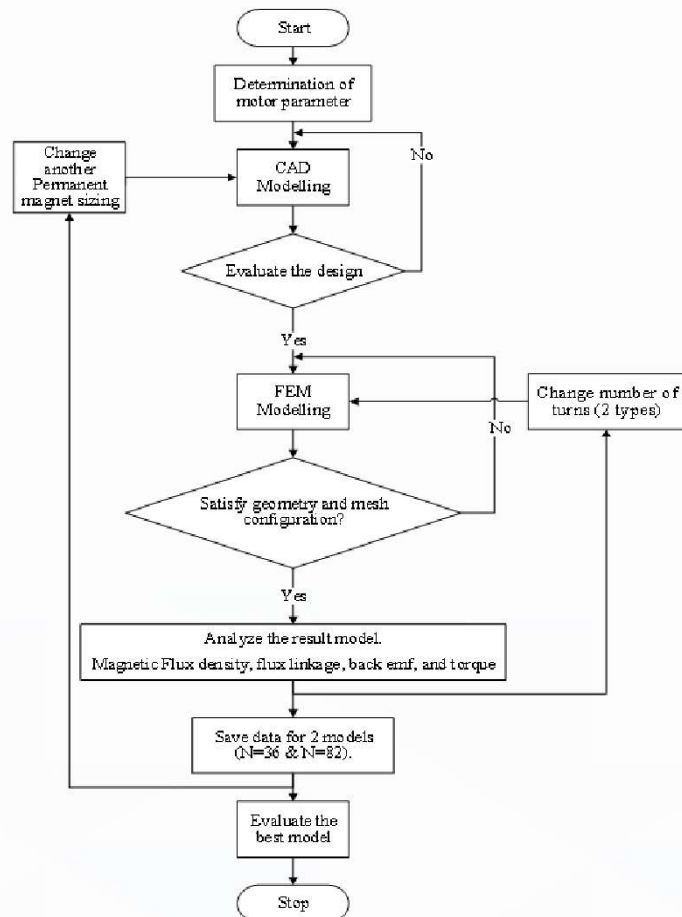 Start
Determination of
motor parameter
No
Change
another
Permanent
magnet sizing
CAD
Modelling
Evaluate the design
Yes
FEM
Modelling
Change number of
turns (2 types)
No
Satisfy geometry and mesh
configuration?
Yes
Analyze the result model.
Magnetic Flux density, flux linkage, back emf, and torque
Save data for 2 models
(N=36 & N=82).
Evaluate the
best model
Stop